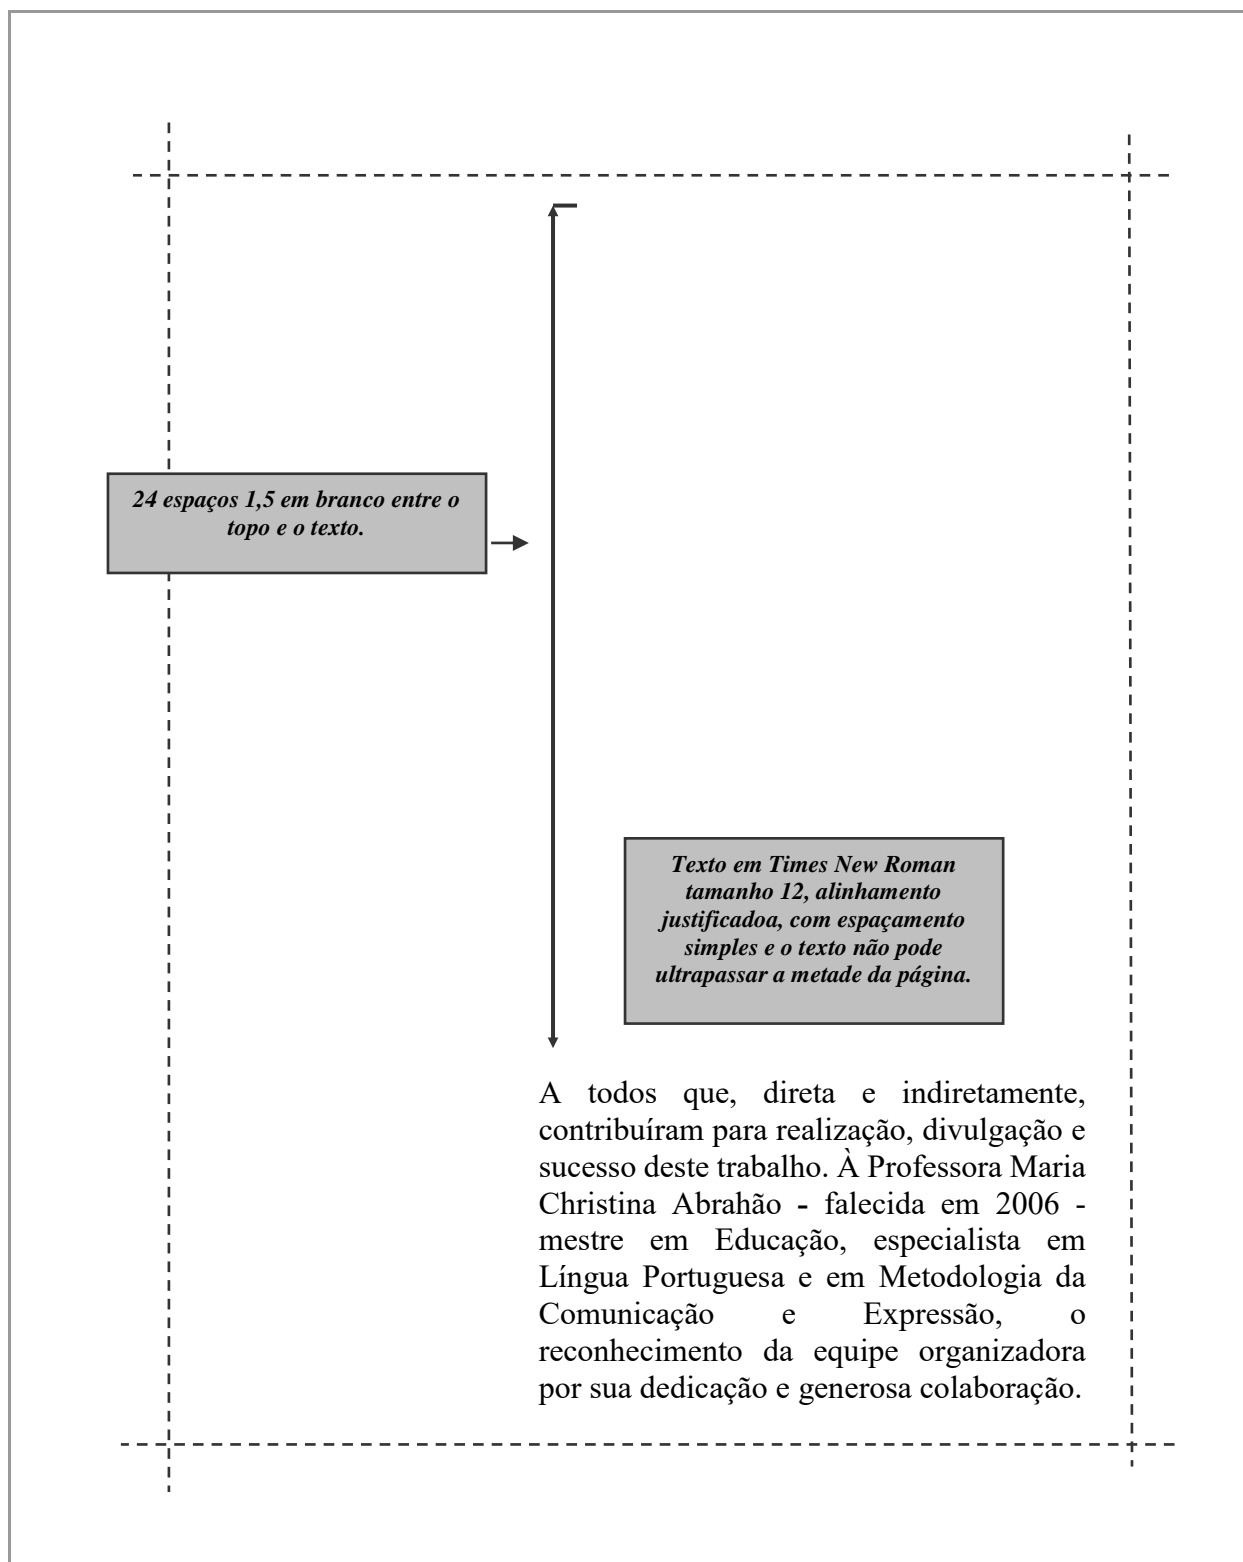 24 espaços 1,5 em branco entre o
topo e o texto.
Texto em Times New Roman
tamanho 12, alinhamento
justificadoa, com espaçamento
simples e o texto não pode
ultrapassar a metade da página.
A todos que, direta e indiretamente,
contribuíram para realização, divulgação e
sucesso deste trabalho. À Professora Maria
Christina Abrahão - falecida em 2006 -
mestre em Educação, especialista em
Língua Portuguesa e em Metodologia da
Comunicação e Expressão, o
reconhecimento da equipe organizadora
por sua dedicação e generosa colaboração.